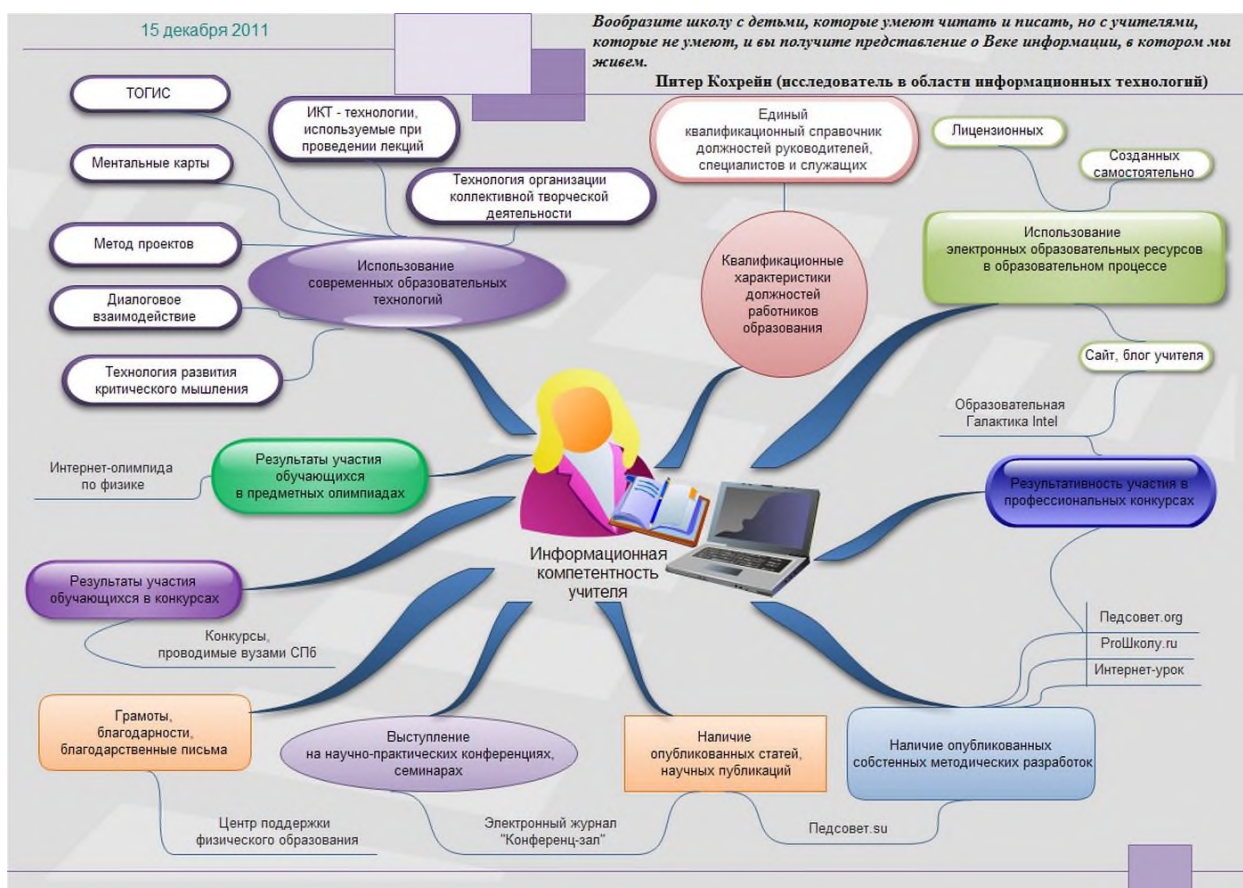 15 декабря 2011
Вообразите школу с детьми, которые умеют читать и писать, но с учителями,
которые не умеют, и вы получите представление о Веке информации, в котором мы
живем.
Питер Кохрейн (исследователь в области информационных технологий)
ТОГИС
ИКТ - технологии,
используемые при
проведении лекций
Ментальные карты
Технология организации
коллективной творческой
деятельности
Метод проектов
Использование
современных образовательных
технологий
Диалоговое
взаимодействие
Технология развития
критического мышления
Единый
квалификационный справочник
должностей руководителей,
специалистов и служащих
Квалификационные
характеристики
должностей
работников
образования
Лицензионных
Созданных
самостоятельно
Использование
электронных образовательных ресурсов
в образовательном процессе
Сайт, блог учителя
Образовательная
Галактика Intel
Результативность участия в
профессиональных конкурсах
Интернет-олимпида
по физике
Результаты участия
обучающихся
в предметных олимпиадах
Информационная
компетентность
учителя
Результаты участия
обучающихся в конкурсах
Конкурсы,
проводимые вузами СПб
Педсовет.org
ProШколу.ru
Интернет-урок
Грамоты,
благодарности,
благодарственные письма
Выступление
на научно-практических конференциях,
семинарах
Наличие
опубликованных статей,
научных публикаций
Наличие опубликованных
собстенных методических разработок
Центр поддержки
физического образования
Электронный журнал
"Конференц-зал"
Педсовет.su